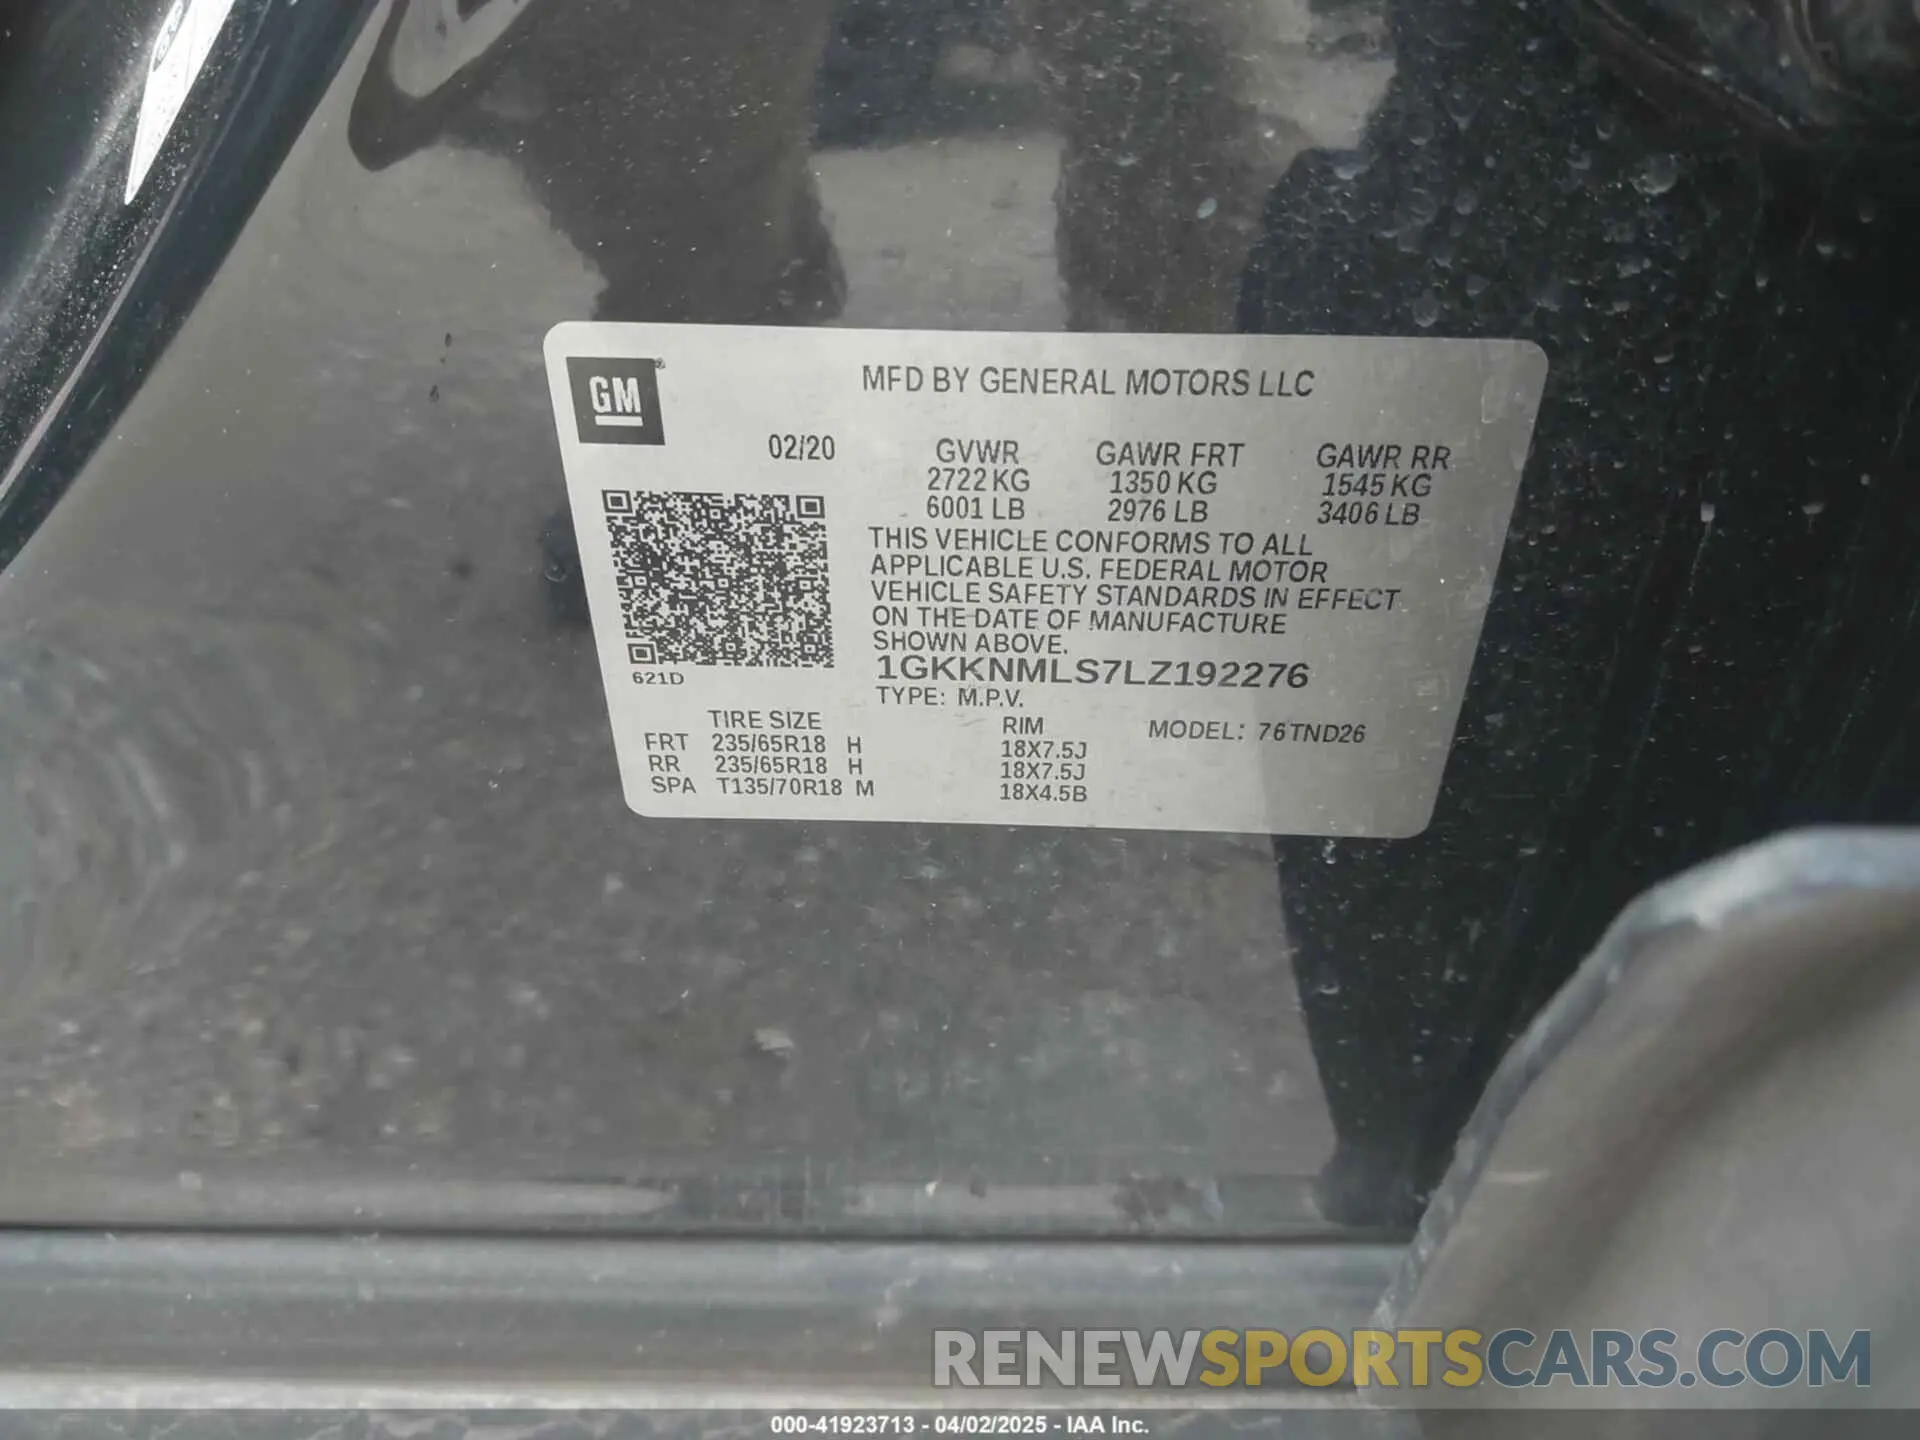 GM®
MFD BY GENERAL MOTORS LLC
02/20
GVWR GAWR FRT GAWR RR
2722 KG 1350 KG 1545 KG
6001 LB 2976 LB 3406 LB
THIS VEHICLE CONFORMS TO ALL
APPLICABLE U.S. FEDERAL MOTOR
VEHICLE SAFETY STANDARDS IN EFFECT
ON THE DATE OF MANUFACTURE
SHOWN ABOVE.
1GKKNMLS7LZ192276
621D
TYPE: M.P.V.
TIRE SIZE RIM MODEL: 76TND26
FRT 235/65R18 H 18X7.5J
RR 235/65R18 H 18X7.5J
SPA T135/70R18 M 18X4.5B
RENEWSPORTSCARS.COM
000-41923713 - 04/02/2025 - IAA Inc.